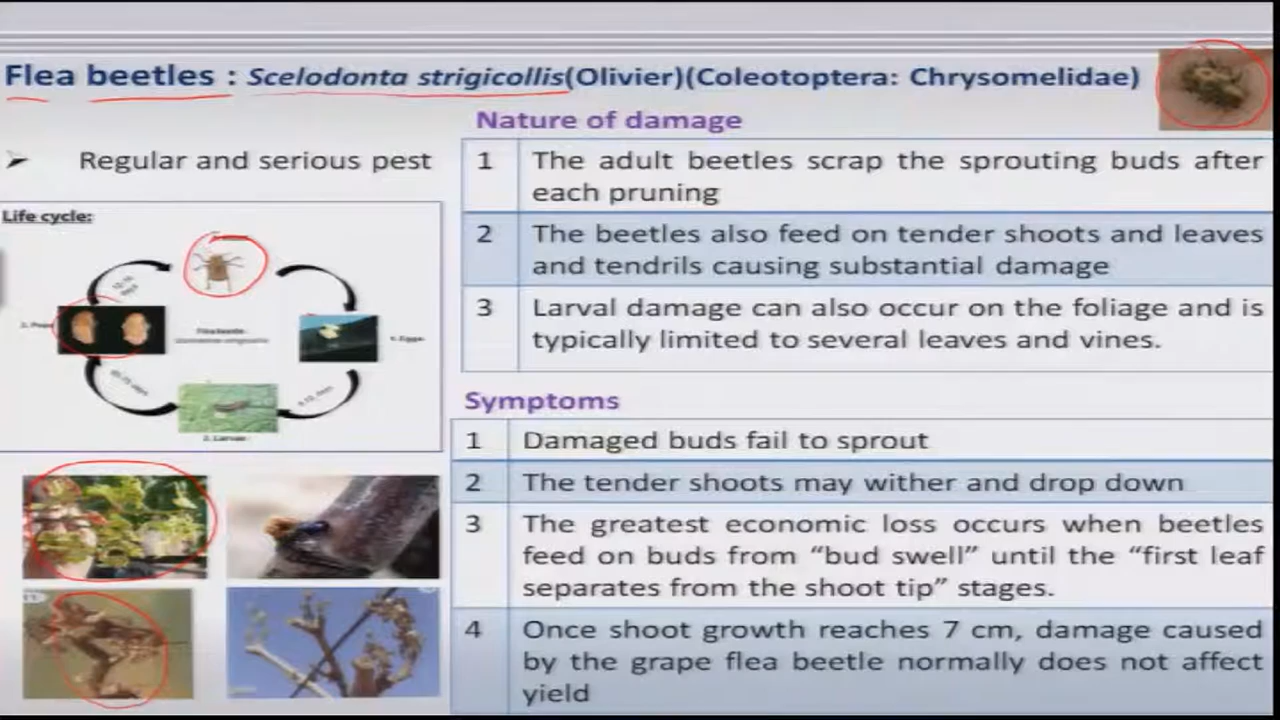 Flea beetles : Scelodonta strigicollis(Olivier)(Coleotoptera: Chrysomelidae)
➤ Regular and serious pest
Life cycle:
2. Larvae
Nature of damage
1 The adult beetles scrap the sprouting buds after
each pruning
2 The beetles also feed on tender shoots and leaves
and tendrils causing substantial damage
3 Larval damage can also occur on the foliage and is
typically limited to several leaves and vines.
Symptoms
1 Damaged buds fail to sprout
2 The tender shoots may wither and drop down
3 The greatest economic loss occurs when beetles
feed on buds from “bud swell” until the “first leaf
separates from the shoot tip” stages.
4 Once shoot growth reaches 7 cm, damage caused
by the grape flea beetle normally does not affect
yield